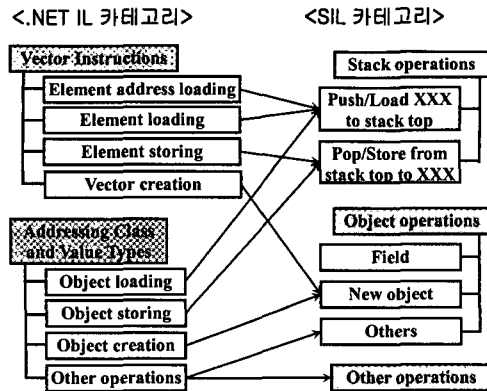 <.NET IL 카테고리>
Vector Instructions
Element address loading
Element loading
Element storing
Vector creation
Addressing Class
and Value Types
Object loading
Object storing
Object creation
Other operations
<SIL 카테고리>
Stack operations
Push/Load XXX
to stack top
Pop/Store from
stack top to XXX
Object operations
Field
New object
Others
Other operations